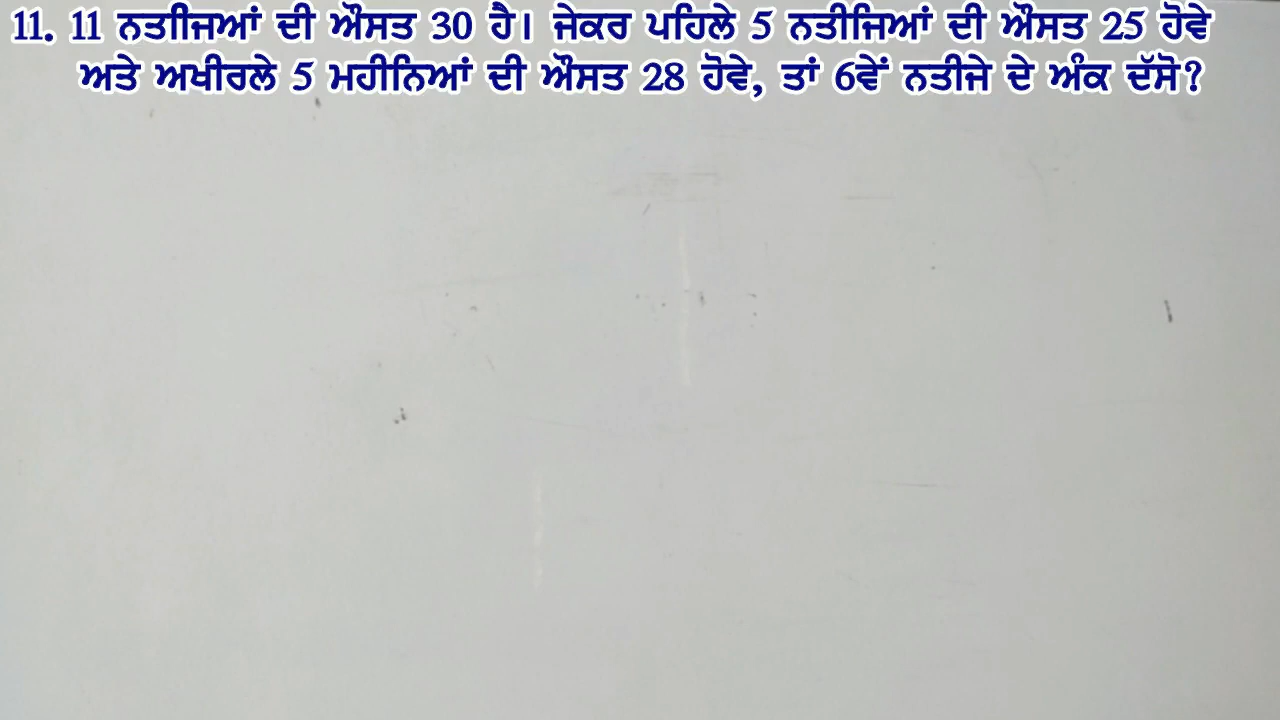 11. 11 ਨਤੀਜਿਆਂ ਦੀ ਔਸਤ 30 ਹੈ। ਜੇਕਰ ਪਹਿਲੇ 5 ਨਤੀਜਿਆਂ ਦੀ ਔਸਤ 25 ਹੋਵੇ
ਅਤੇ ਅਖੀਰਲੇ 5 ਮਹੀਨਿਆਂ ਦੀ ਔਸਤ 28 ਹੋਵੇ, ਤਾਂ 6ਵੇਂ ਨਤੀਜੇ ਦੇ ਅੰਕ ਦੱਸੋ?